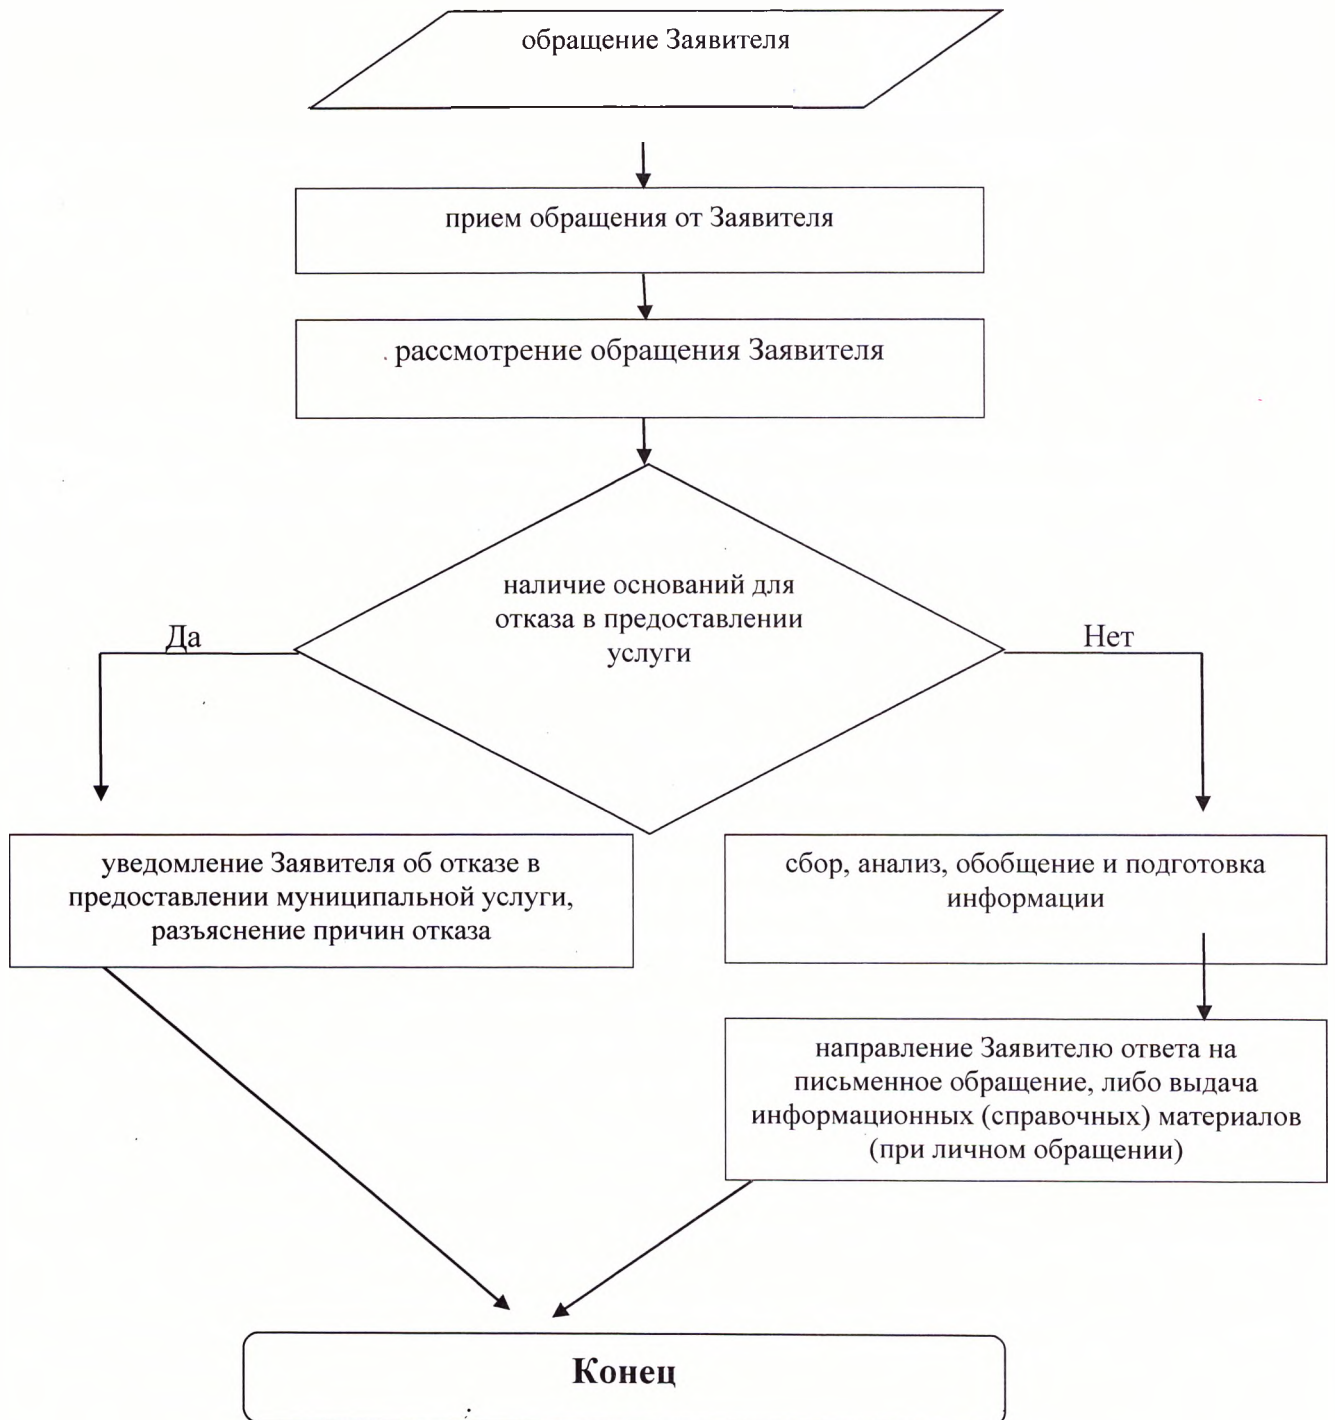 обращение Заявителя
прием обращения от Заявителя
рассмотрение обращения Заявителя
наличие оснований для
отказа в предоставлении
услуги
Да
Нет
уведомление Заявителя об отказе в
предоставлении муниципальной услуги,
разъяснение причин отказа
сбор, анализ, обобщение и подготовка
информации
направление Заявителю ответа на
письменное обращение, либо выдача
информационных (справочных) материалов
(при личном обращении)
Конец